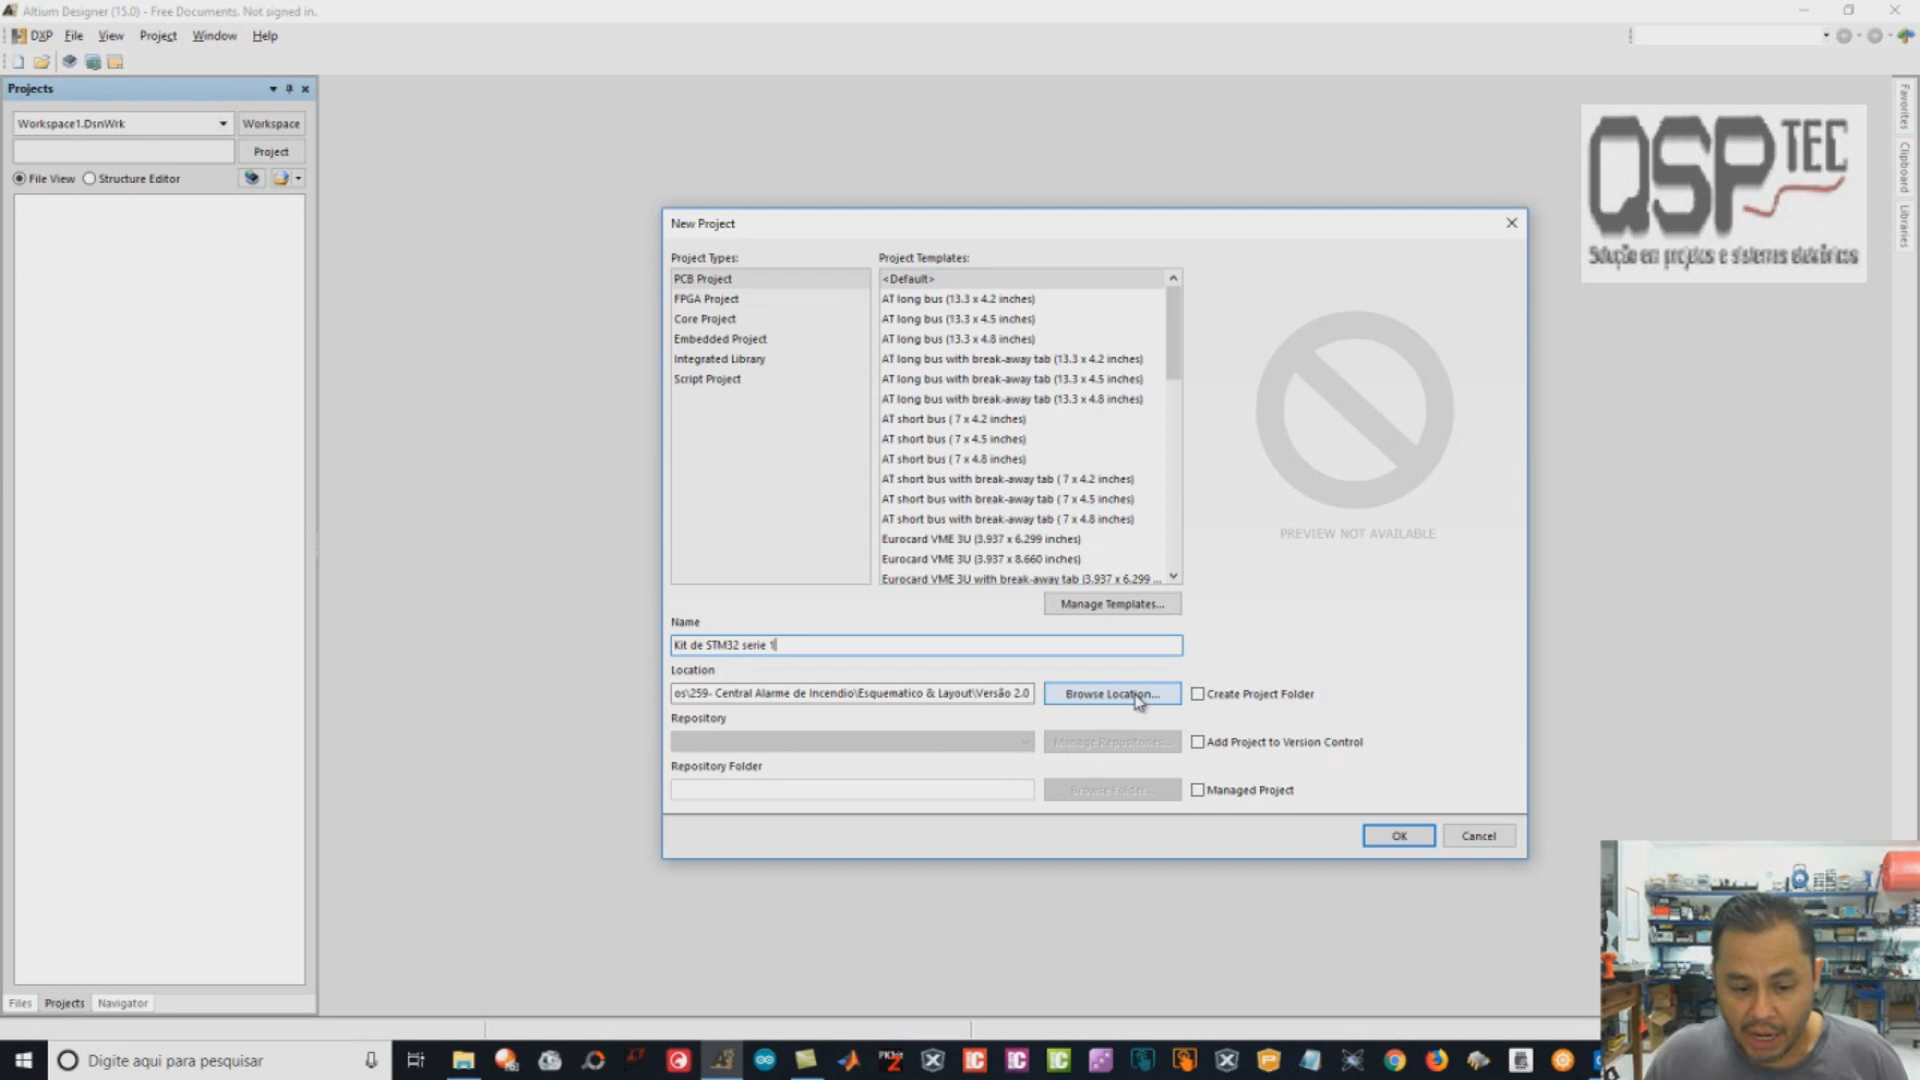 Altium Designer (15.0) - Free Documents. Not signed in.
DXP File View Project Window Help
Projects
Workspace1.DsnWrk Workspace
Project
File View Structure Editor
Favorites
Clipboard
Libraries
QSP TEC
Solução em projetos e sistemas eletrônicos
New Project
Project Types:
PCB Project
FPGA Project
Core Project
Embedded Project
Integrated Library
Script Project
Project Templates:
<Default>
AT long bus (13.3 x 4.2 inches)
AT long bus (13.3 x 4.5 inches)
AT long bus (13.3 x 4.8 inches)
AT long bus with break-away tab (13.3 x 4.2 inches)
AT long bus with break-away tab (13.3 x 4.5 inches)
AT long bus with break-away tab (13.3 x 4.8 inches)
AT short bus ( 7 x 4.2 inches)
AT short bus ( 7 x 4.5 inches)
AT short bus ( 7 x 4.8 inches)
AT short bus with break-away tab ( 7 x 4.2 inches)
AT short bus with break-away tab ( 7 x 4.5 inches)
AT short bus with break-away tab ( 7 x 4.8 inches)
Eurocard VME 3U (3.937 x 6.299 inches)
Eurocard VME 3U (3.937 x 8.660 inches)
Eurocard VME 3U with break-away tab (3.937 x 6.299 ...
PREVIEW NOT AVAILABLE
Manage Templates...
Name
Kit de STM32 serie 1
Location
os\259- Central Alarme de Incendio\Esquematico & Layout\Versão 2.0 Browse Location... Create Project Folder
Repository
Manage Repositories... Add Project to Version Control
Repository Folder
Browse Folder... Managed Project
OK Cancel
Files Projects Navigator
Digite aqui para pesquisar